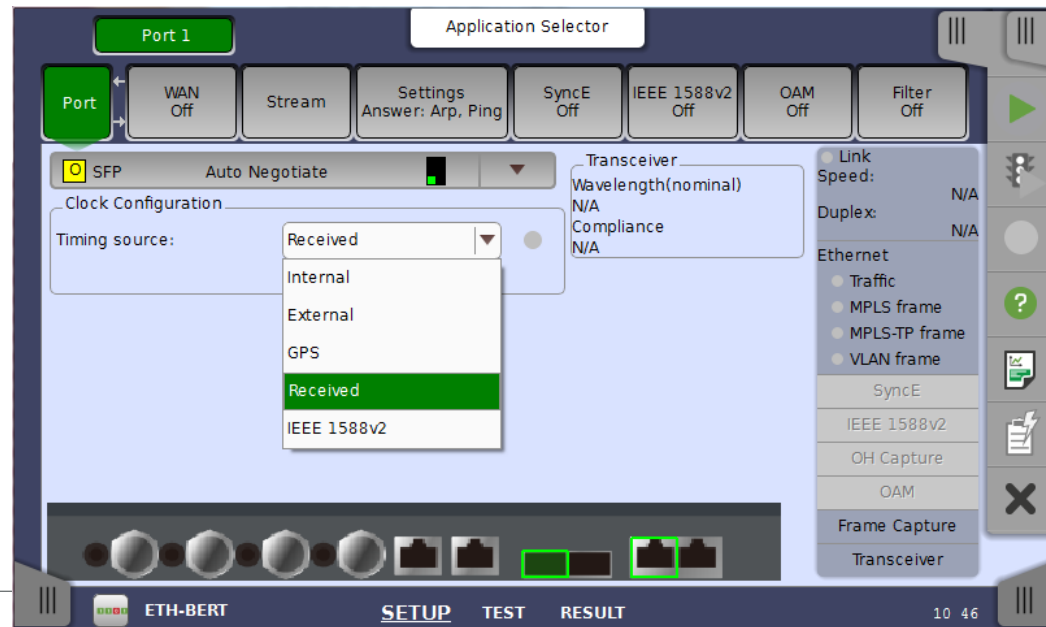 Port 1
Application Selector
Port
WAN
Off
Stream
Settings
Answer: Arp, Ping
SyncE
Off
IEEE 1588v2
Off
OAM
Off
Filter
Off
O SFP Auto Negotiate
Clock Configuration
Timing source: Received
Internal
External
GPS
Received
IEEE 1588v2
Transceiver
Wavelength(nominal)
N/A
Compliance
N/A
Link
Speed:
N/A
Duplex:
N/A
Ethernet
Traffic
MPLS frame
MPLS-TP frame
VLAN frame
SyncE
IEEE 1588v2
OH Capture
OAM
Frame Capture
Transceiver
?
ETH-BERT SETUP TEST RESULT 10 46